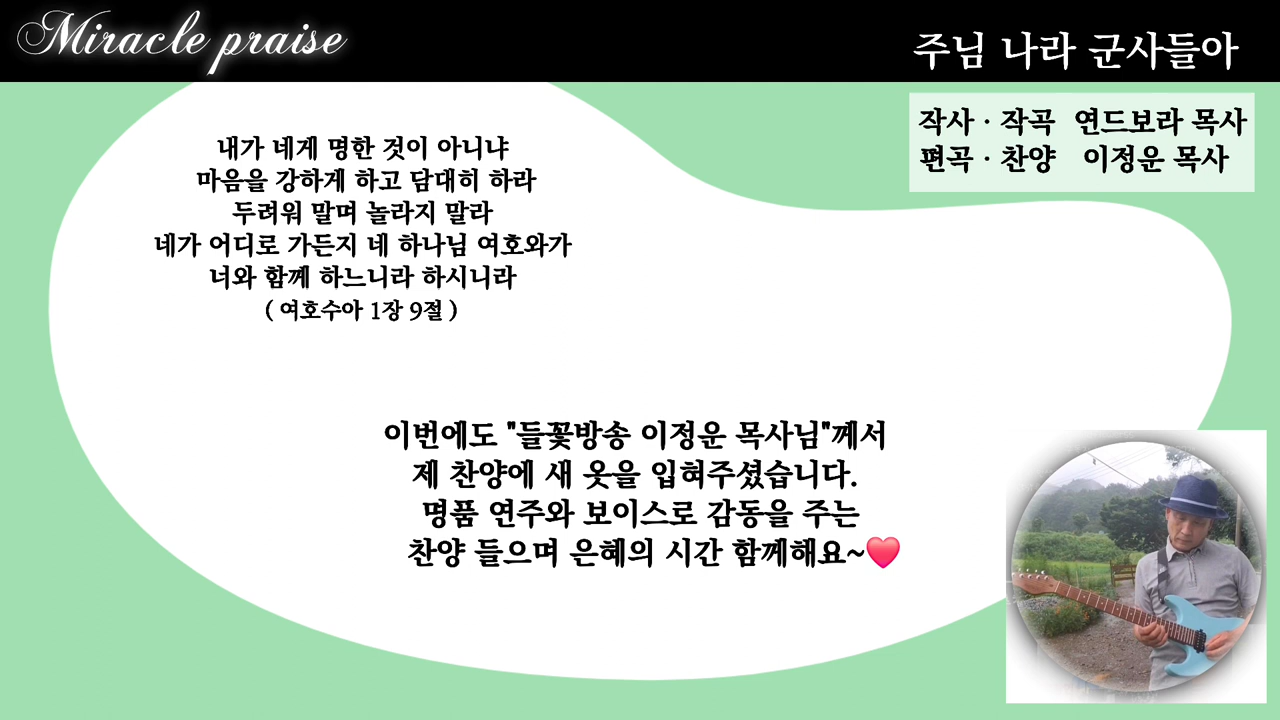 Miracle praise
주님 나라 군사들아
작사 · 작곡 연드보라 목사
편곡 · 찬양 이정운 목사
내가 네게 명한 것이 아니냐
마음을 강하게 하고 담대히 하라
두려워 말며 놀라지 말라
네가 어디로 가든지 네 하나님 여호와가
너와 함께 하느니라 하시니라
( 여호수아 1장 9절 )
이번에도 "들꽃방송 이정운 목사님"께서
제 찬양에 새 옷을 입혀주셨습니다.
명품 연주와 보이스로 감동을 주는
찬양 들으며 은혜의 시간 함께해요~❤️